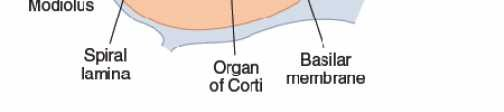 Modiolus
Spiral
lamina
Organ
of Corti
Basilar
membrane